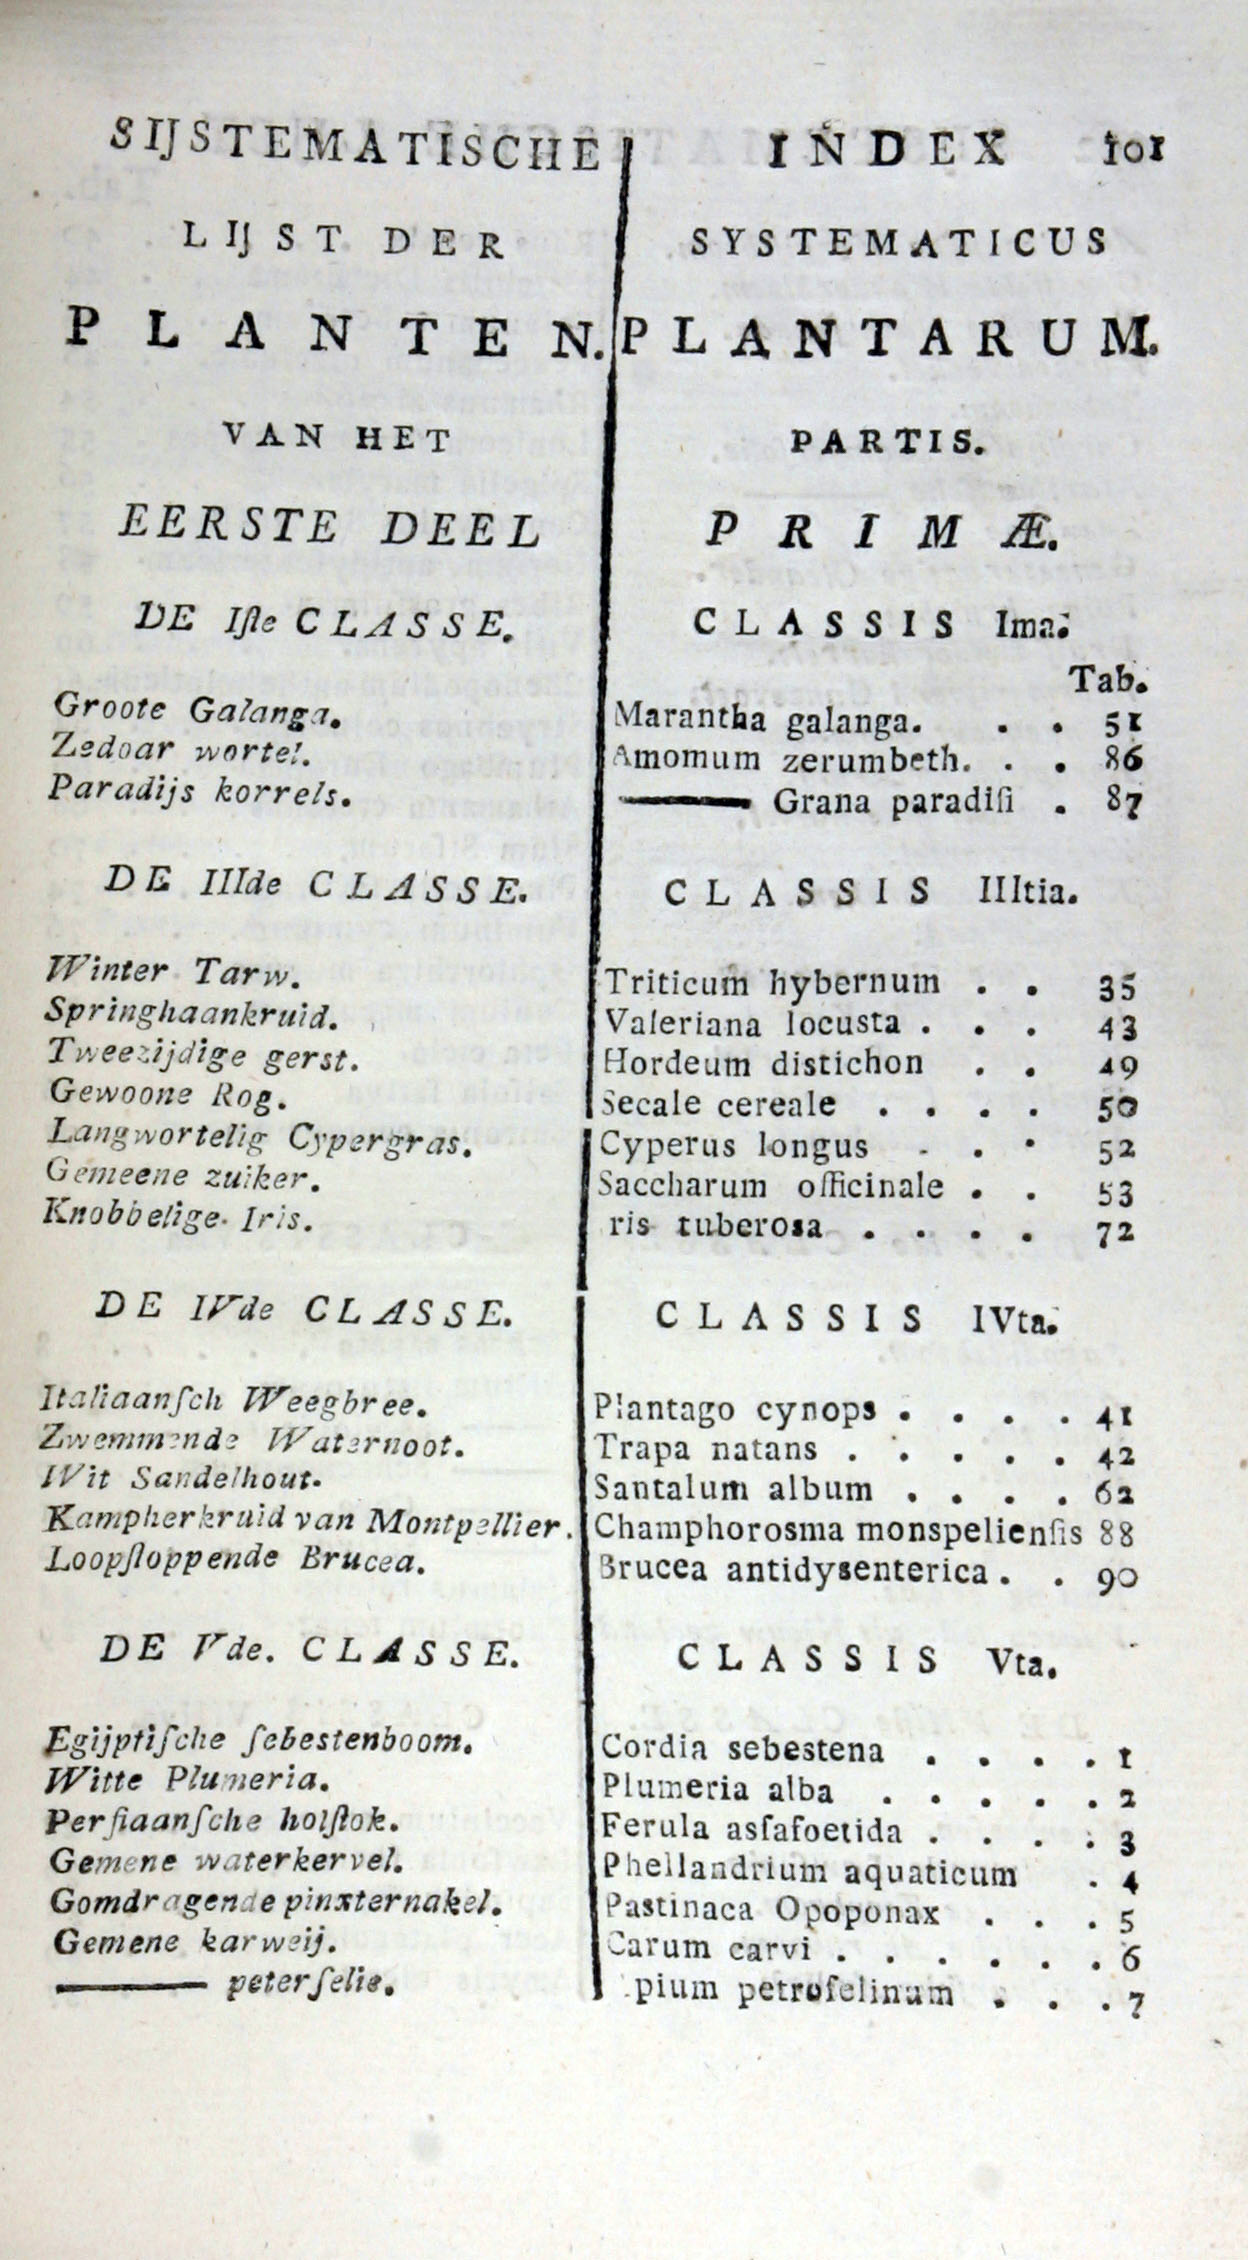 SIJSTEMATISCHE
LIJST DER
PLANTEN.
VAN HET
EERSTE DEEL
DE Iſte CLASSE.
Groote Galanga.
Zedoar wortel.
Paradijs korrels.
DE IIIde CLASSE.
Winter Tarw.
Springhaankruid.
Tweezijdige gerst.
Gewoone Rog.
Langwortelig Cypergras.
Gemeene zuiker.
Knobbelige Iris.
DE IVde CLASSE.
Italiaanſch Weegbree.
Zwemmende Waternoot.
Wit Sandelhout.
Kampherkruid van Montpellier.
Loopſtoppende Brucea.
DE Vde. CLASSE.
Egijptiſche ſebestenboom.
Witte Plumeria.
Perſiaanſche holſtok.
Gemene waterkervel.
Gomdragende pinxternakel.
Gemene karweij.
——— peterſelie.
INDEX 101
SYSTEMATICUS
PLANTARUM.
PARTIS.
PRIMÆ.
CLASSIS Ima.
Tab.
Marantha galanga. . . 51
Amomum zerumbeth. . . 86
——— Grana paradiſi . 87
CLASSIS IIItia.
Triticum hybernum . . 35
Valeriana locusta . . . 43
Hordeum distichon . . 49
Secale cereale . . . . 50
Cyperus longus . . . 52
Saccharum officinale . . 53
ris tuberosa . . . . 72
CLASSIS IVta.
Plantago cynops . . . . 41
Trapa natans . . . . . 42
Santalum album . . . . 62
Champhorosma monspelienſis 88
Brucea antidysenterica . . 90
CLASSIS Vta.
Cordia sebestena . . . . 1
Plumeria alba . . . . . 2
Ferula asſafoetida . . . . 3
Phellandrium aquaticum . 4
Pastinaca Opoponax . . . 5
Carum carvi . . . . . . 6
pium petroſelinum . . . 7